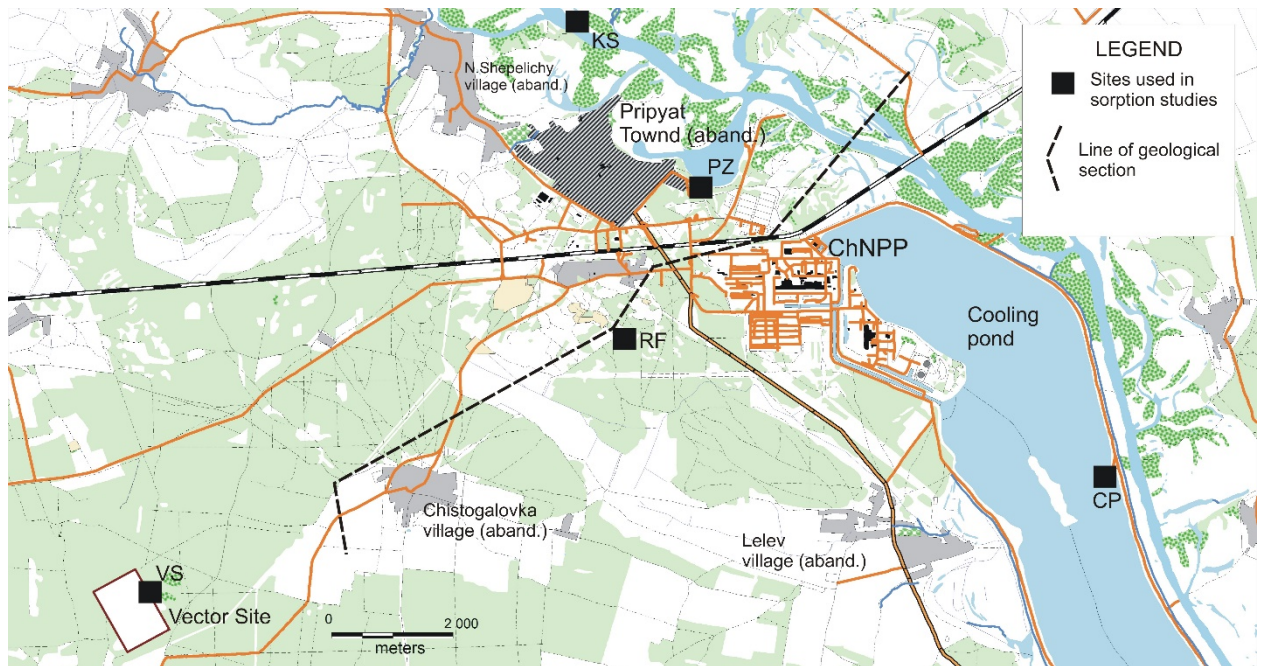 KS
LEGEND
Sites used in
sorption studies
Line of geological
section
N.Shepelichy
village (aband.)
Pripyat
Townd (aband.)
PZ
ChNPP
Cooling
pond
RF
CP
Chistogalovka
village (aband.)
Lelev
village (aband.)
VS
Vector Site
0 2 000
meters